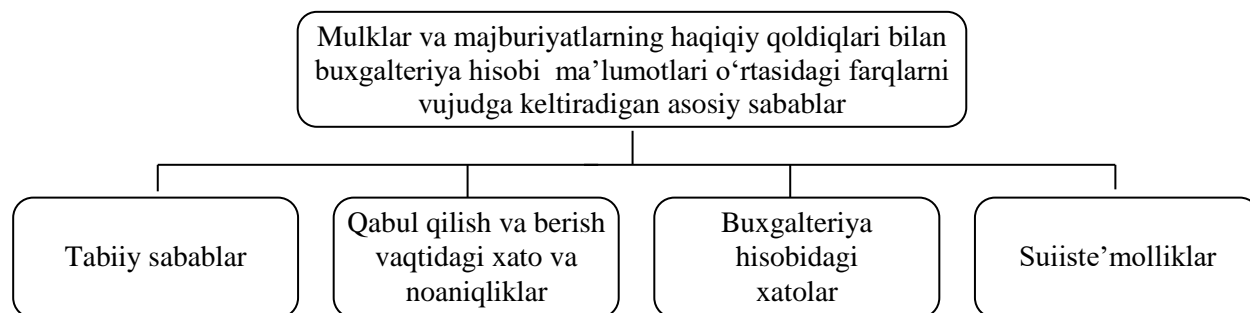 Mulklar va majburiyatlarning haqiqiy qoldiqlari bilan
buxgalteriya hisobi ma’lumotlari o‘rtasidagi farqlarni
vujudga keltiradigan asosiy sabablar
Tabiiy sabablar
Qabul qilish va berish
vaqtidagi xato va
noaniqliklar
Buxgalteriya
hisobidagi
xatolar
Suiiste’molliklar